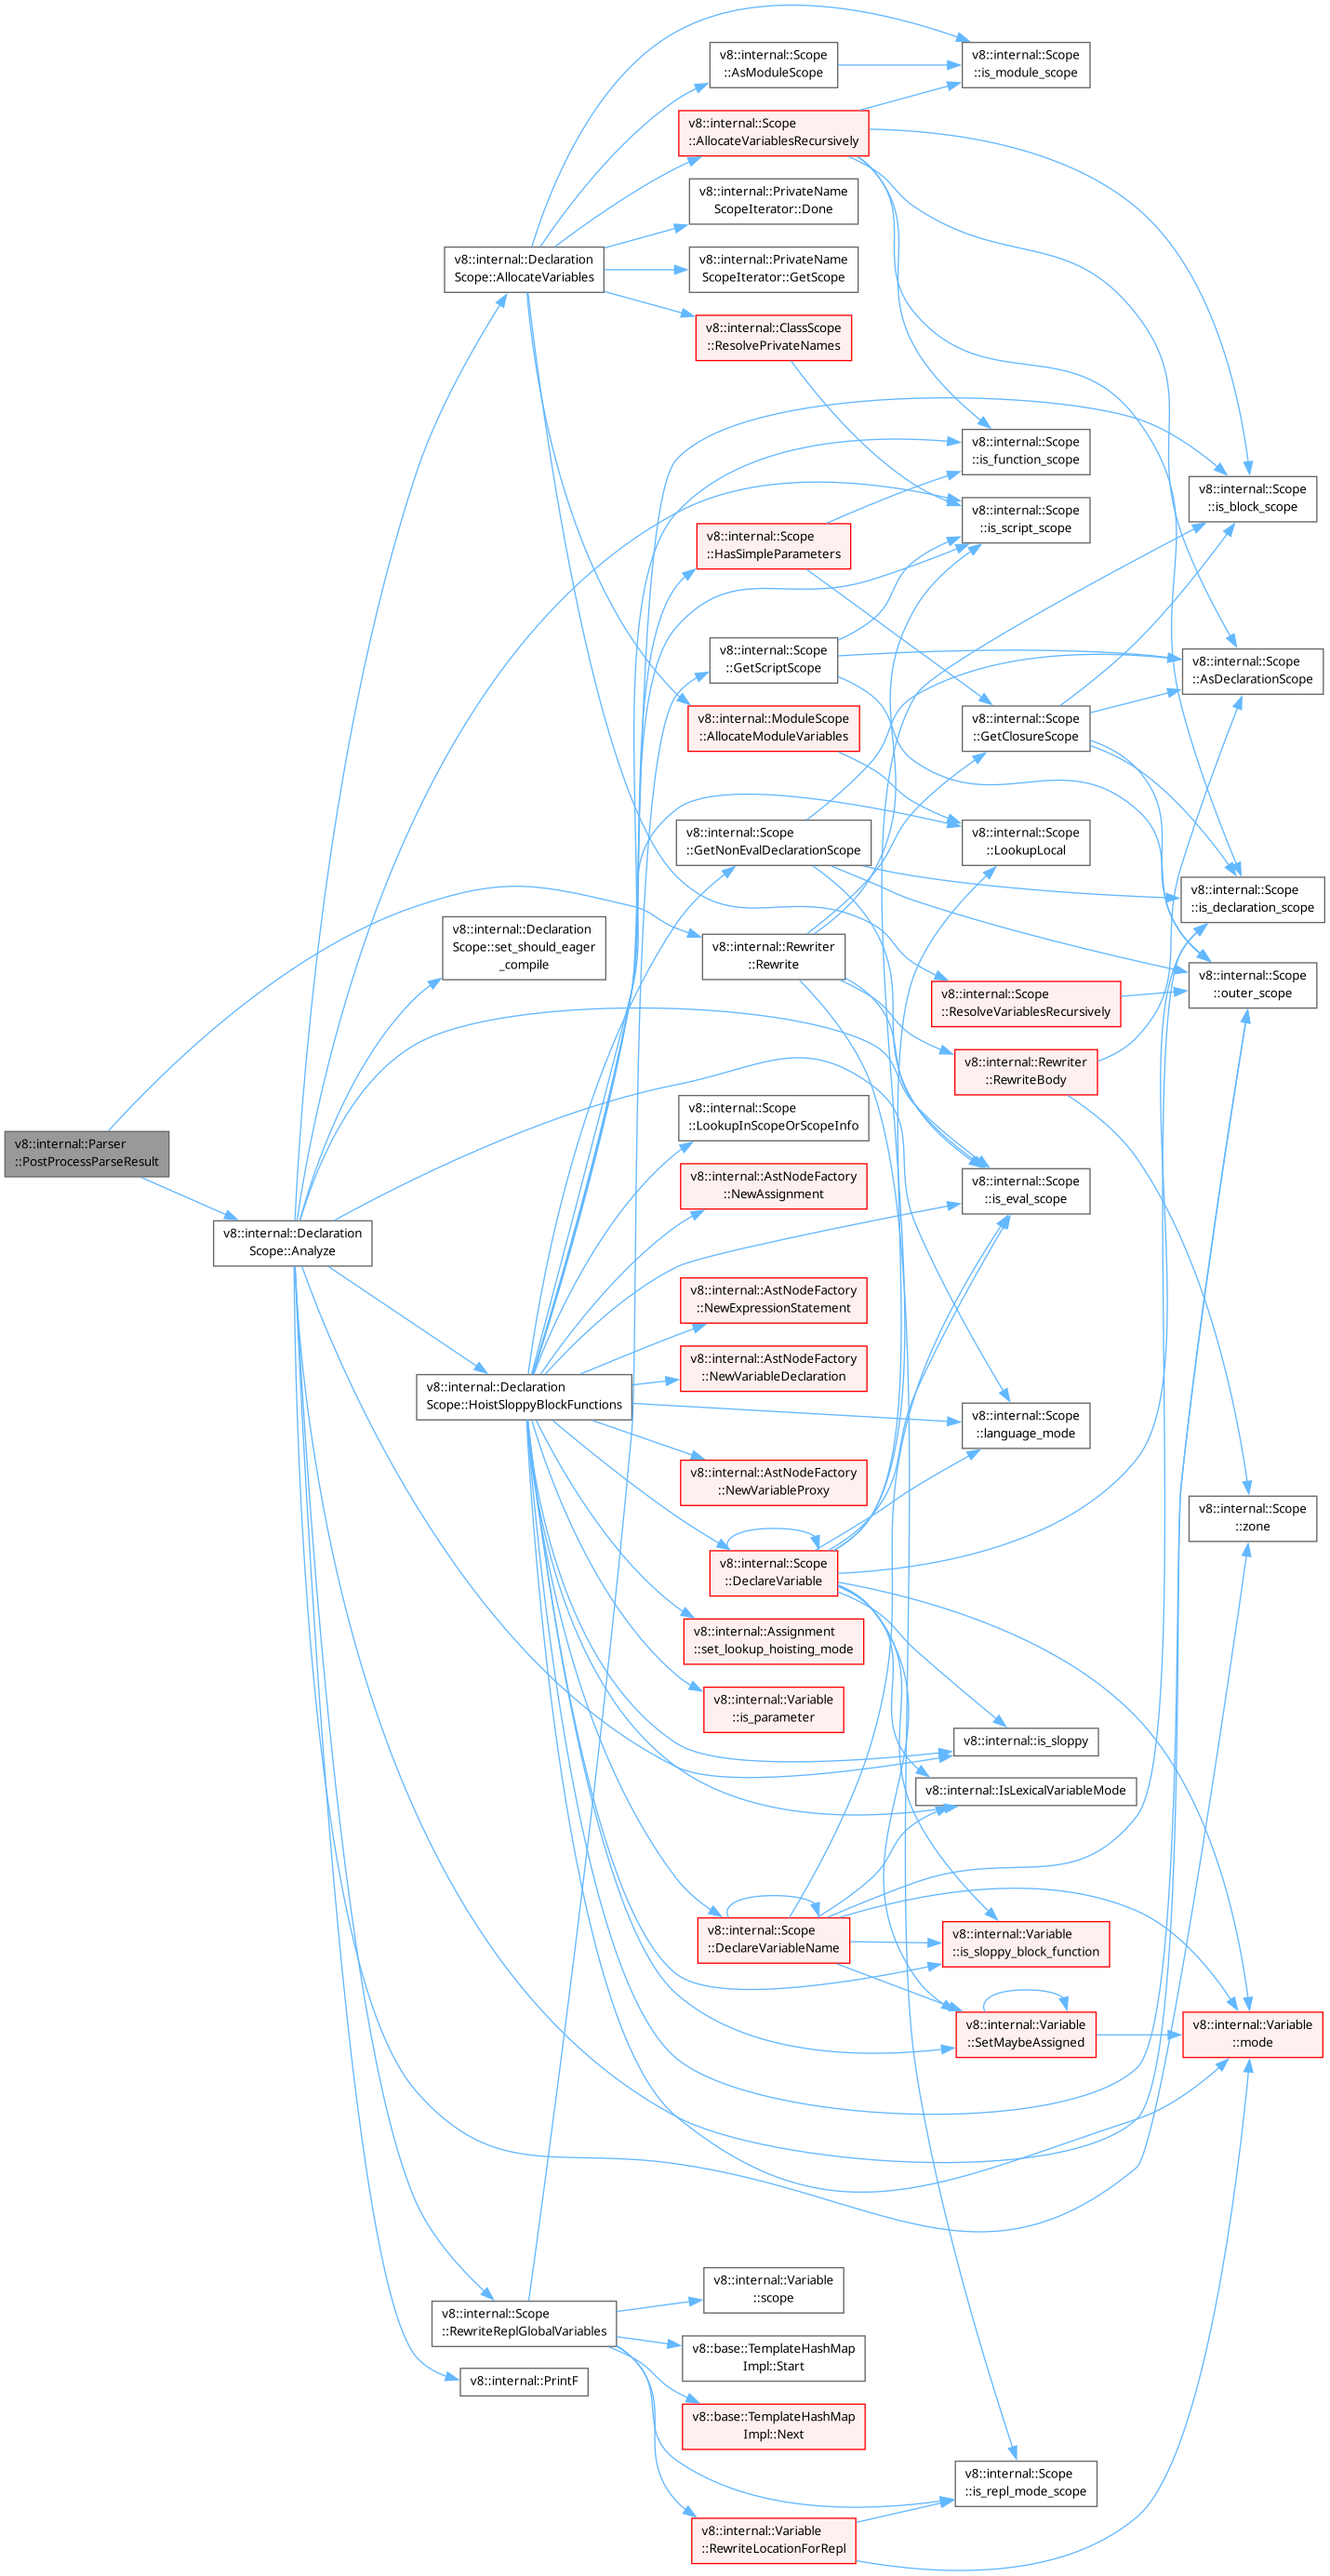 v8::internal::Scope
::AsModuleScope
v8::internal::Scope
::is_module_scope
v8::internal::Scope
::AllocateVariablesRecursively
v8::internal::PrivateName
ScopeIterator::Done
v8::internal::Declaration
Scope::AllocateVariables
v8::internal::PrivateName
ScopeIterator::GetScope
v8::internal::ClassScope
::ResolvePrivateNames
v8::internal::Scope
::is_function_scope
v8::internal::Scope
::is_block_scope
v8::internal::Scope
::is_script_scope
v8::internal::Scope
::HasSimpleParameters
v8::internal::Scope
::GetScriptScope
v8::internal::Scope
::AsDeclarationScope
v8::internal::ModuleScope
::AllocateModuleVariables
v8::internal::Scope
::GetClosureScope
v8::internal::Scope
::GetNonEvalDeclarationScope
v8::internal::Scope
::LookupLocal
v8::internal::Scope
::is_declaration_scope
v8::internal::Declaration
Scope::set_should_eager
_compile
v8::internal::Rewriter
::Rewrite
v8::internal::Scope
::outer_scope
v8::internal::Scope
::ResolveVariablesRecursively
v8::internal::Rewriter
::RewriteBody
v8::internal::Scope
::LookupInScopeOrScopeInfo
v8::internal::Parser
::PostProcessParseResult
v8::internal::AstNodeFactory
::NewAssignment
v8::internal::Scope
::is_eval_scope
v8::internal::Declaration
Scope::Analyze
v8::internal::AstNodeFactory
::NewExpressionStatement
v8::internal::AstNodeFactory
::NewVariableDeclaration
v8::internal::Declaration
Scope::HoistSloppyBlockFunctions
v8::internal::Scope
::language_mode
v8::internal::AstNodeFactory
::NewVariableProxy
v8::internal::Scope
::zone
v8::internal::Scope
::DeclareVariable
v8::internal::Assignment
::set_lookup_hoisting_mode
v8::internal::Variable
::is_parameter
v8::internal::is_sloppy
v8::internal::IsLexicalVariableMode
v8::internal::Scope
::DeclareVariableName
v8::internal::Variable
::is_sloppy_block_function
v8::internal::Variable
::SetMaybeAssigned
v8::internal::Variable
::mode
v8::internal::Variable
::scope
v8::internal::Scope
::RewriteReplGlobalVariables
v8::base::TemplateHashMap
Impl::Start
v8::internal::PrintF
v8::base::TemplateHashMap
Impl::Next
v8::internal::Scope
::is_repl_mode_scope
v8::internal::Variable
::RewriteLocationForRepl